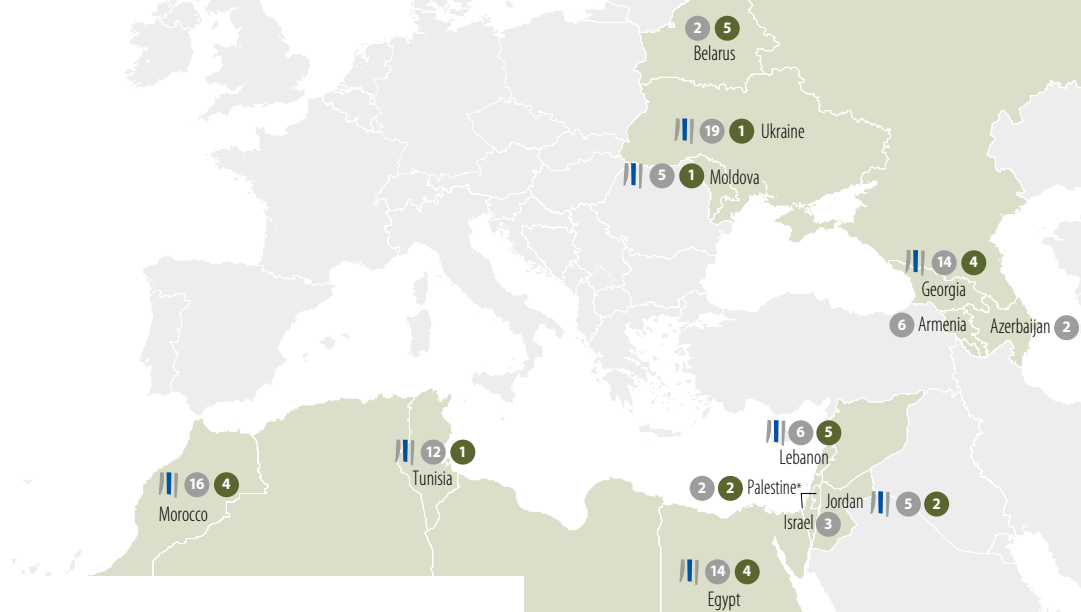 2 5
Belarus
19 1 Ukraine
5 1 Moldova
14 4
Georgia
6 Armenia
Azerbaijan 2
6 5
Lebanon
12 1
Tunisia
16 4
Morocco
2 2 Palestine*
Jordan 5 2
Israel 3
14 4
Egypt